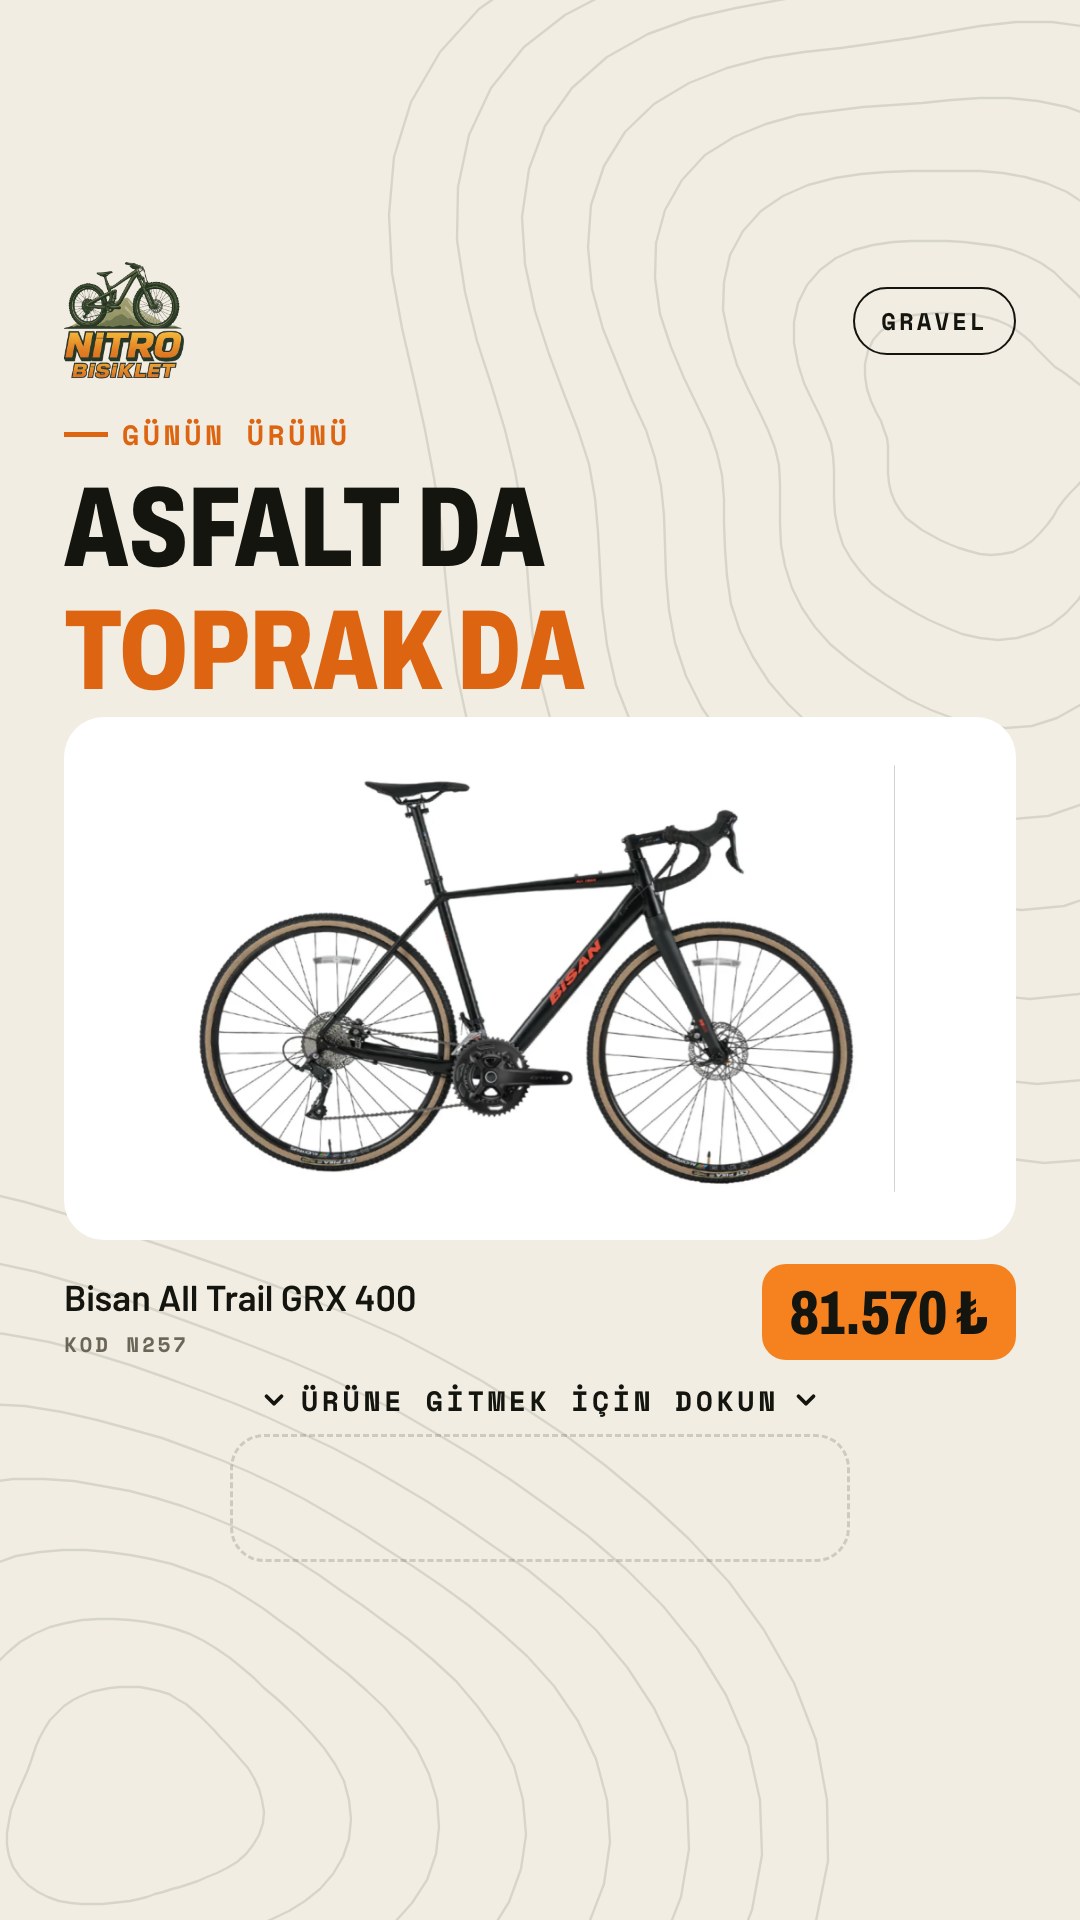 NiTRO
BiSiKLET
GRAVEL
GÜNÜN ÜRÜNÜ
ASFALT DA
TOPRAK DA
BISAN
Bisan All Trail GRX 400
KOD N257
81.570 ₺
ÜRÜNE GİTMEK İÇİN DOKUN